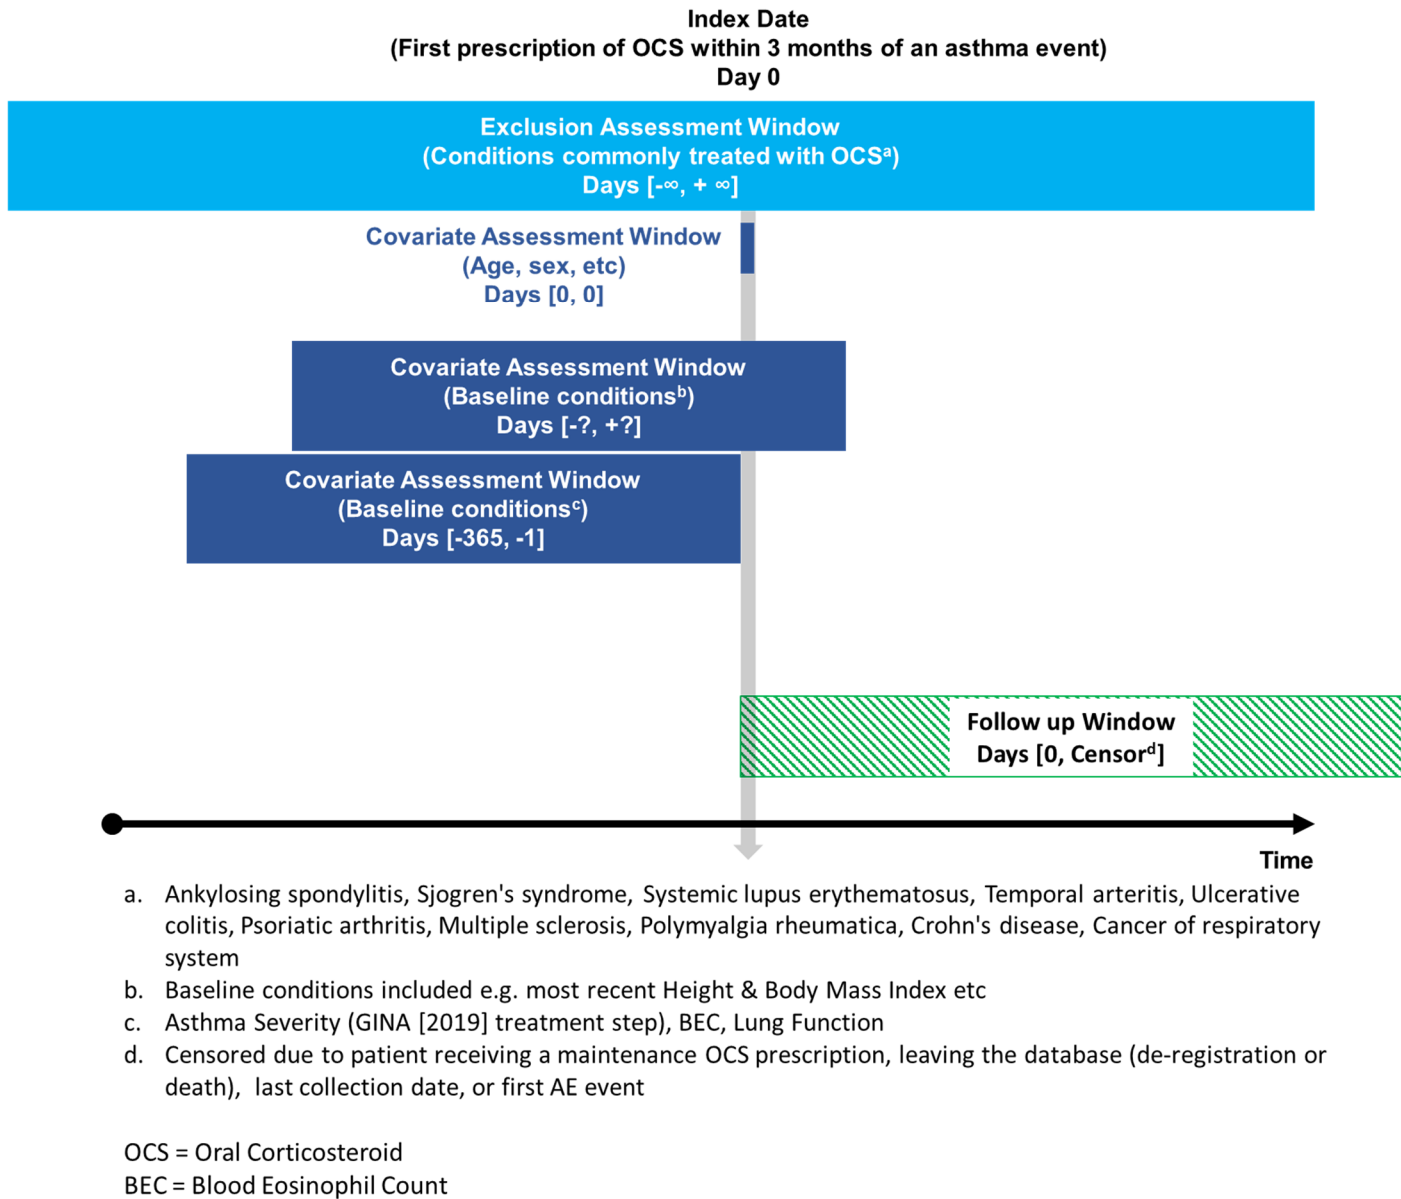 Index Date
(First prescription of OCS within 3 months of an asthma event)
Day 0
Exclusion Assessment Window
(Conditions commonly treated with OCSᵃ)
Days [-∞, + ∞]
Covariate Assessment Window
(Age, sex, etc)
Days [0, 0]
Covariate Assessment Window
(Baseline conditionsᵇ)
Days [-?, +?]
Covariate Assessment Window
(Baseline conditionsᶜ)
Days [-365, -1]
Follow up Window
Days [0, Censorᵈ]
Time
a. Ankylosing spondylitis, Sjogren's syndrome, Systemic lupus erythematosus, Temporal arteritis, Ulcerative
colitis, Psoriatic arthritis, Multiple sclerosis, Polymyalgia rheumatica, Crohn's disease, Cancer of respiratory
system
b. Baseline conditions included e.g. most recent Height & Body Mass Index etc
c. Asthma Severity (GINA [2019] treatment step), BEC, Lung Function
d. Censored due to patient receiving a maintenance OCS prescription, leaving the database (de-registration or
death), last collection date, or first AE event
OCS = Oral Corticosteroid
BEC = Blood Eosinophil Count